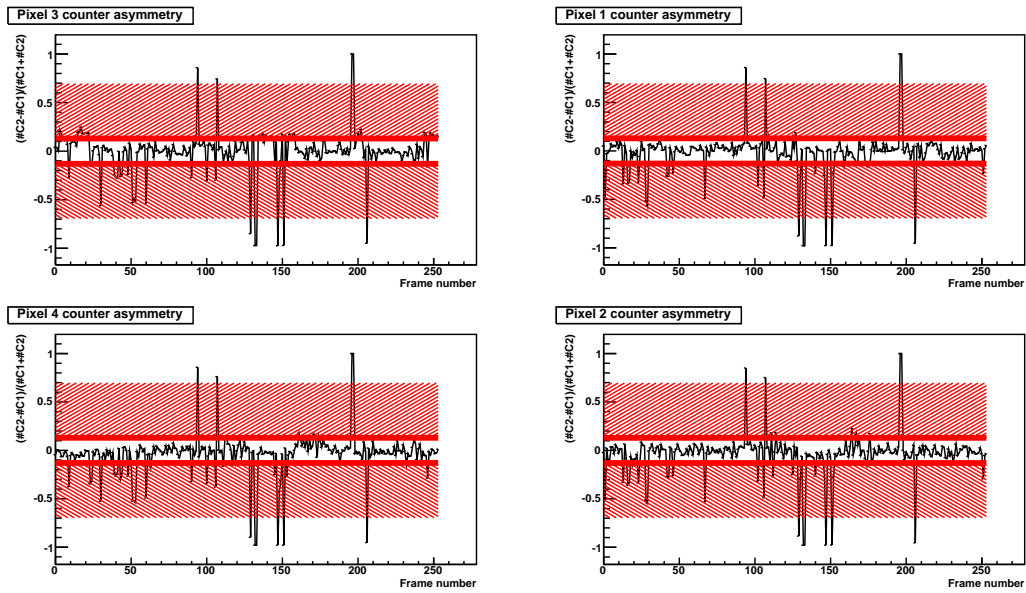 Pixel 3 counter asymmetry
(#C2-#C1)/(#C1+#C2)
1
0.5
0
-0.5
-1
0 50 100 150 200 250
Frame number
Pixel 1 counter asymmetry
(#C2-#C1)/(#C1+#C2)
1
0.5
0
-0.5
-1
0 50 100 150 200 250
Frame number
Pixel 4 counter asymmetry
(#C2-#C1)/(#C1+#C2)
1
0.5
0
-0.5
-1
0 50 100 150 200 250
Frame number
Pixel 2 counter asymmetry
(#C2-#C1)/(#C1+#C2)
1
0.5
0
-0.5
-1
0 50 100 150 200 250
Frame number